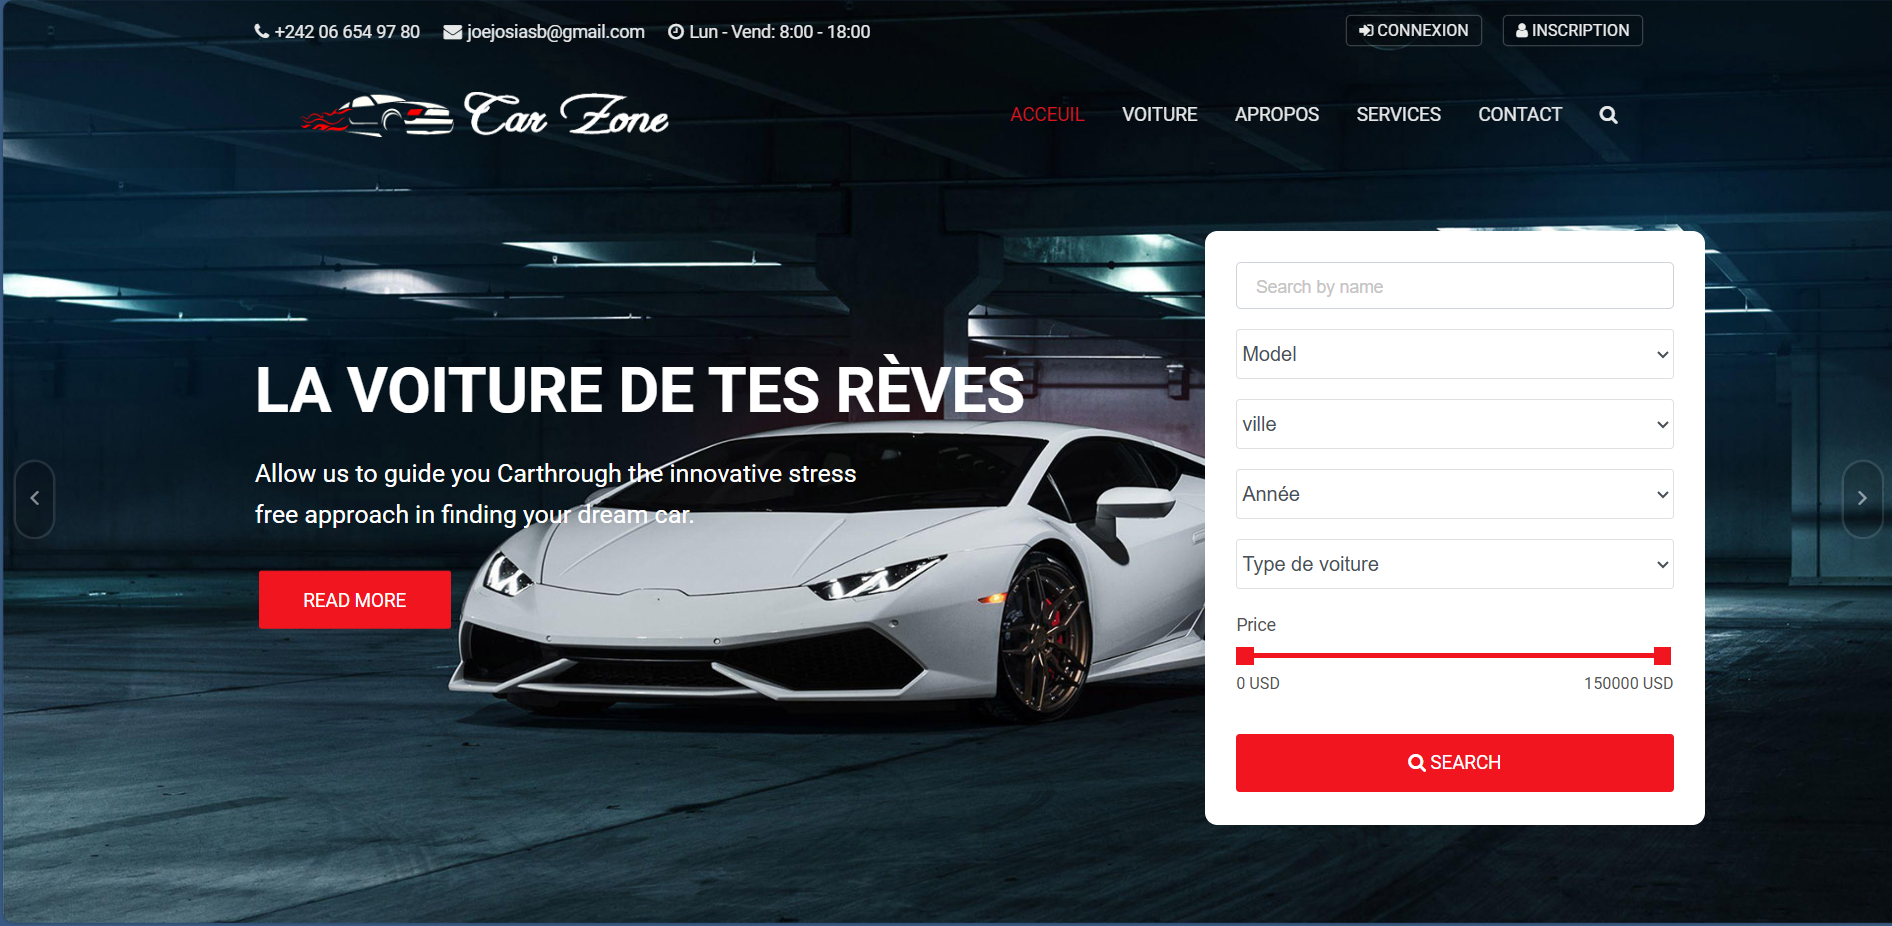 +242 06 654 97 80 joejosiasb@gmail.com Lun - Vend: 8:00 - 18:00 CONNEXION INSCRIPTION
Car Zone ACCEUIL VOITURE APROPOS SERVICES CONTACT
LA VOITURE DE TES RÈVES
Allow us to guide you Carthrough the innovative stress
free approach in finding your dream car.
READ MORE
Search by name
Model
ville
Année
Type de voiture
Price
0 USD 150000 USD
SEARCH